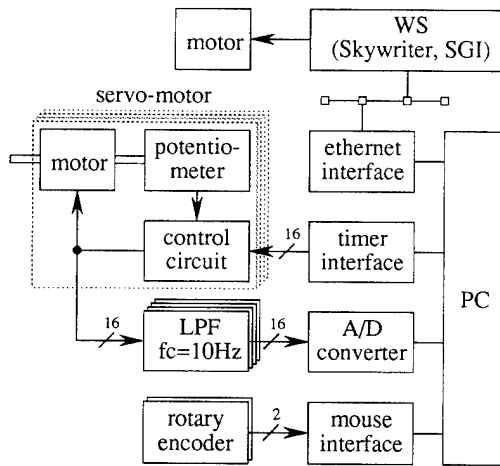 motor
WS
(Skywriter, SGI)
servo-motor
motor
potentio-
meter
ethernet
interface
control
circuit
16
timer
interface
PC
16
LPF
fc=10Hz
16
A/D
converter
rotary
encoder
2
mouse
interface